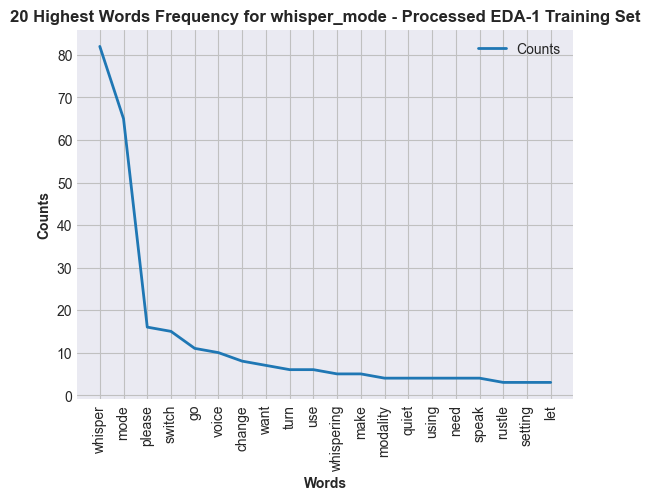 20 Highest Words Frequency for whisper_mode - Processed EDA-1 Training Set
Counts
80
70
60
50
40
30
20
10
0
Counts
whisper
mode
please
switch
go
voice
change
want
turn
use
whispering
make
modality
quiet
using
need
speak
rustle
setting
let
Words